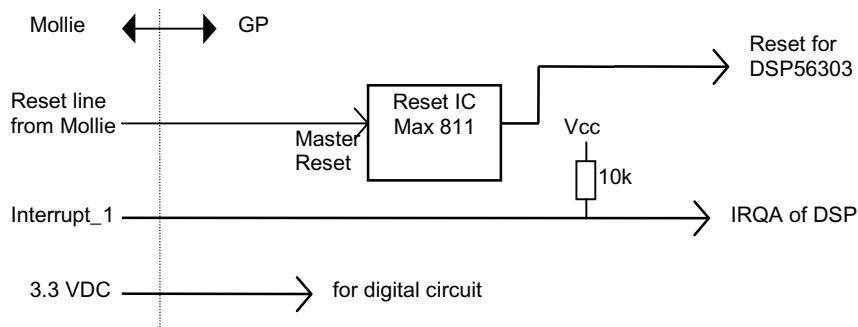 Mollie
GP
Reset for
DSP56303
Reset line
from Mollie
Reset IC
Max 811
Master
Reset
Vcc
10k
Interrupt_1
IRQA of DSP
3.3 VDC
for digital circuit